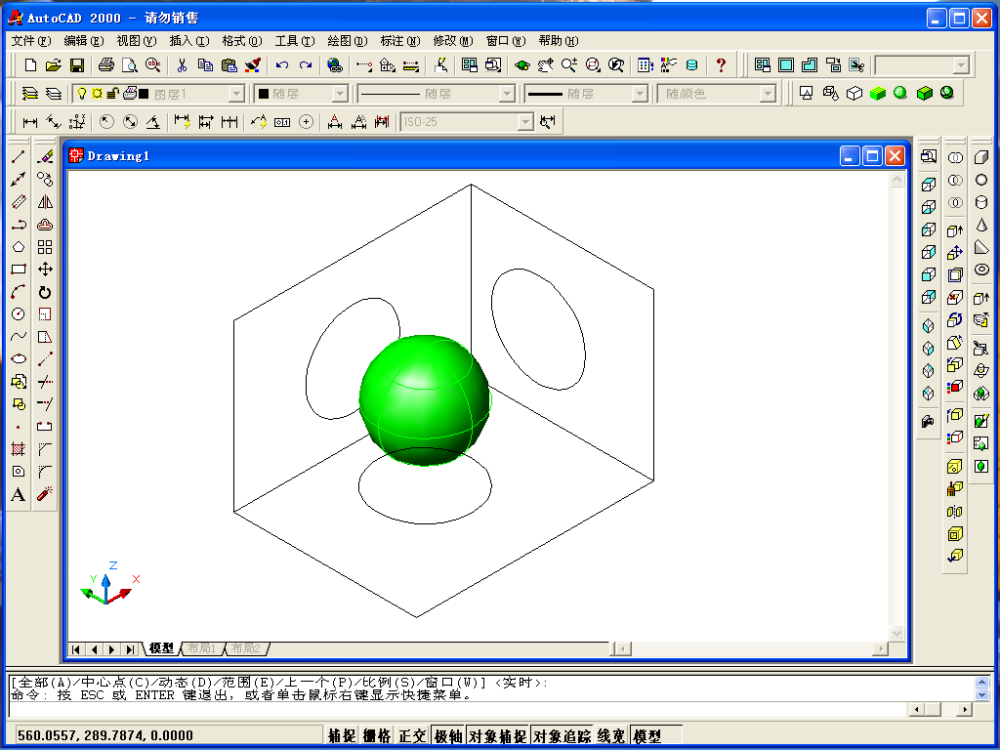 AutoCAD 2000 - 请勿销售
文件(F) 编辑(E) 视图(V) 插入(I) 格式(O) 工具(T) 绘图(D) 标注(N) 修改(M) 窗口(W) 帮助(H)
图层1 随层 随层 随层 随颜色
ISO-25
Drawing1
Z
Y X
模型 布局1 布局2
[全部(A)/中心点(C)/动态(D)/范围(E)/上一个(P)/比例(S)/窗口(W)] <实时>:
命令: 按 ESC 或 ENTER 键退出, 或者单击鼠标右键显示快捷菜单。
560.0557, 289.7874, 0.0000 捕捉 栅格 正交 极轴 对象捕捉 对象追踪 线宽 模型